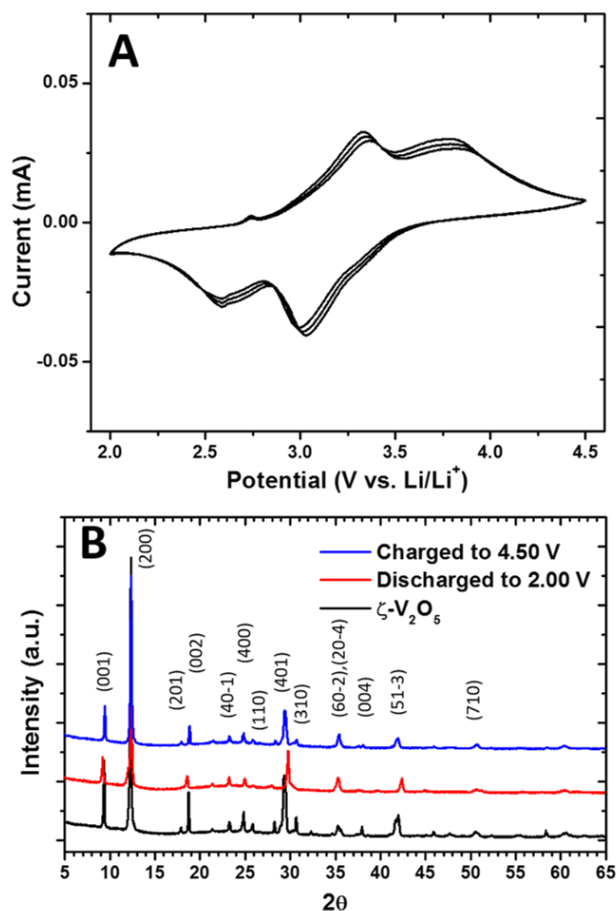 A
0.05
0.00
-0.05
Current (mA)
2.0 2.5 3.0 3.5 4.0 4.5
Potential (V vs. Li/Li⁺)
B
Charged to 4.50 V
Discharged to 2.00 V
ζ-V₂O₅
(001)
(200)
(201)
(002)
(40-1)
(400)
(110)
(401)
(310)
(60-2),(20-4)
(004)
(51-3)
(710)
Intensity (a.u.)
5 10 15 20 25 30 35 40 45 50 55 60 65
2θ